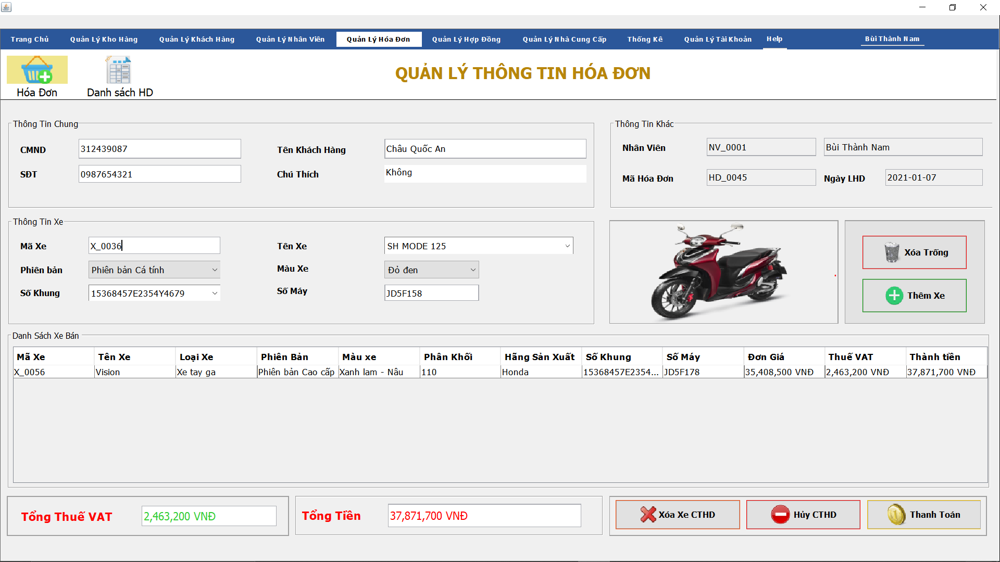 Trang Chủ Quản Lý Kho Hàng Quản Lý Khách Hàng Quản Lý Nhân Viên Quản Lý Hóa Đơn Quản Lý Hợp Đồng Quản Lý Nhà Cung Cấp Thống Kê Quản Lý Tài Khoản Help Bùi Thành Nam
Hóa Đơn Danh sách HD
QUẢN LÝ THÔNG TIN HÓA ĐƠN
Thông Tin Chung
CMND 312439087 Tên Khách Hàng Châu Quốc An
SĐT 0987654321 Chú Thích Không
Thông Tin Khác
Nhân Viên NV_0001 Bùi Thành Nam
Mã Hóa Đơn HD_0045 Ngày LHD 2021-01-07
Thông Tin Xe
Mã Xe X_0036 Tên Xe SH MODE 125
Phiên bản Phiên bản Cá tính Màu Xe Đỏ đen
Số Khung 15368457E2354Y4679 Số Máy JD5F158
Xóa Trống
Thêm Xe
Danh Sách Xe Bán
Mã Xe Tên Xe Loại Xe Phiên Bản Màu xe Phân Khối Hãng Sản Xuất Số Khung Số Máy Đơn Giá Thuế VAT Thành tiền
X_0056 Vision Xe tay ga Phiên bản Cao cấp Xanh lam - Nâu 110 Honda 15368457E2354... JD5F178 35,408,500 VNĐ 2,463,200 VNĐ 37,871,700 VNĐ
Tổng Thuế VAT 2,463,200 VNĐ Tổng Tiền 37,871,700 VNĐ Xóa Xe CTHD Hủy CTHD Thanh Toán